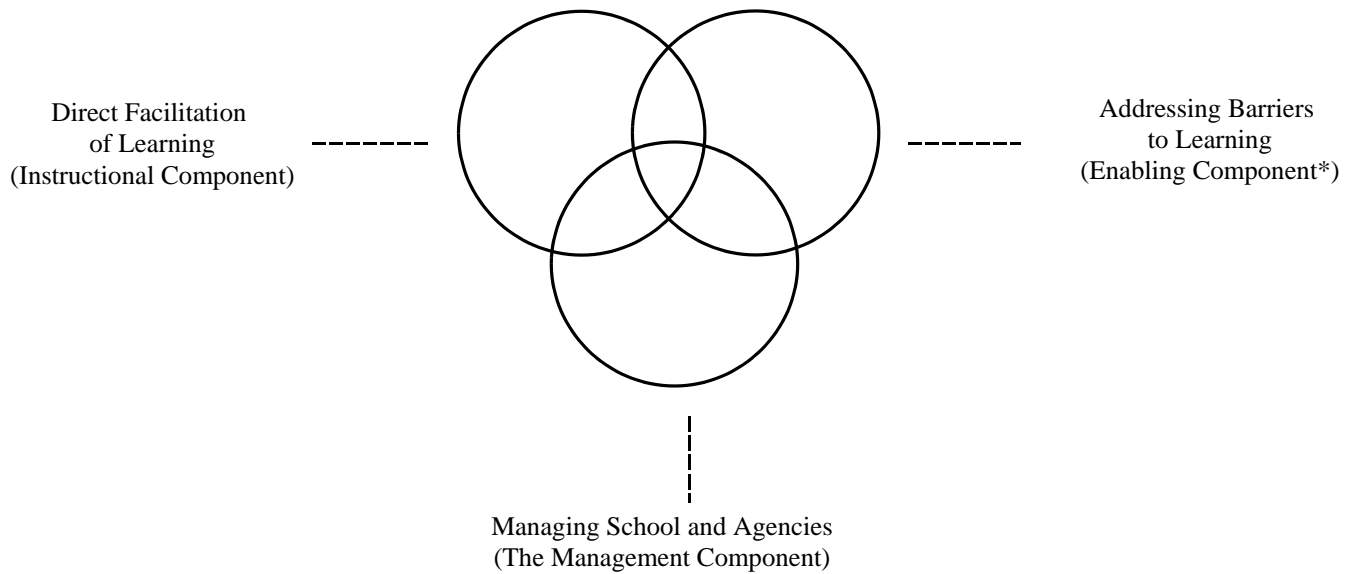 Direct Facilitation
of Learning
(Instructional Component)
Addressing Barriers
to Learning
(Enabling Component*)
Managing School and Agencies
(The Management Component)